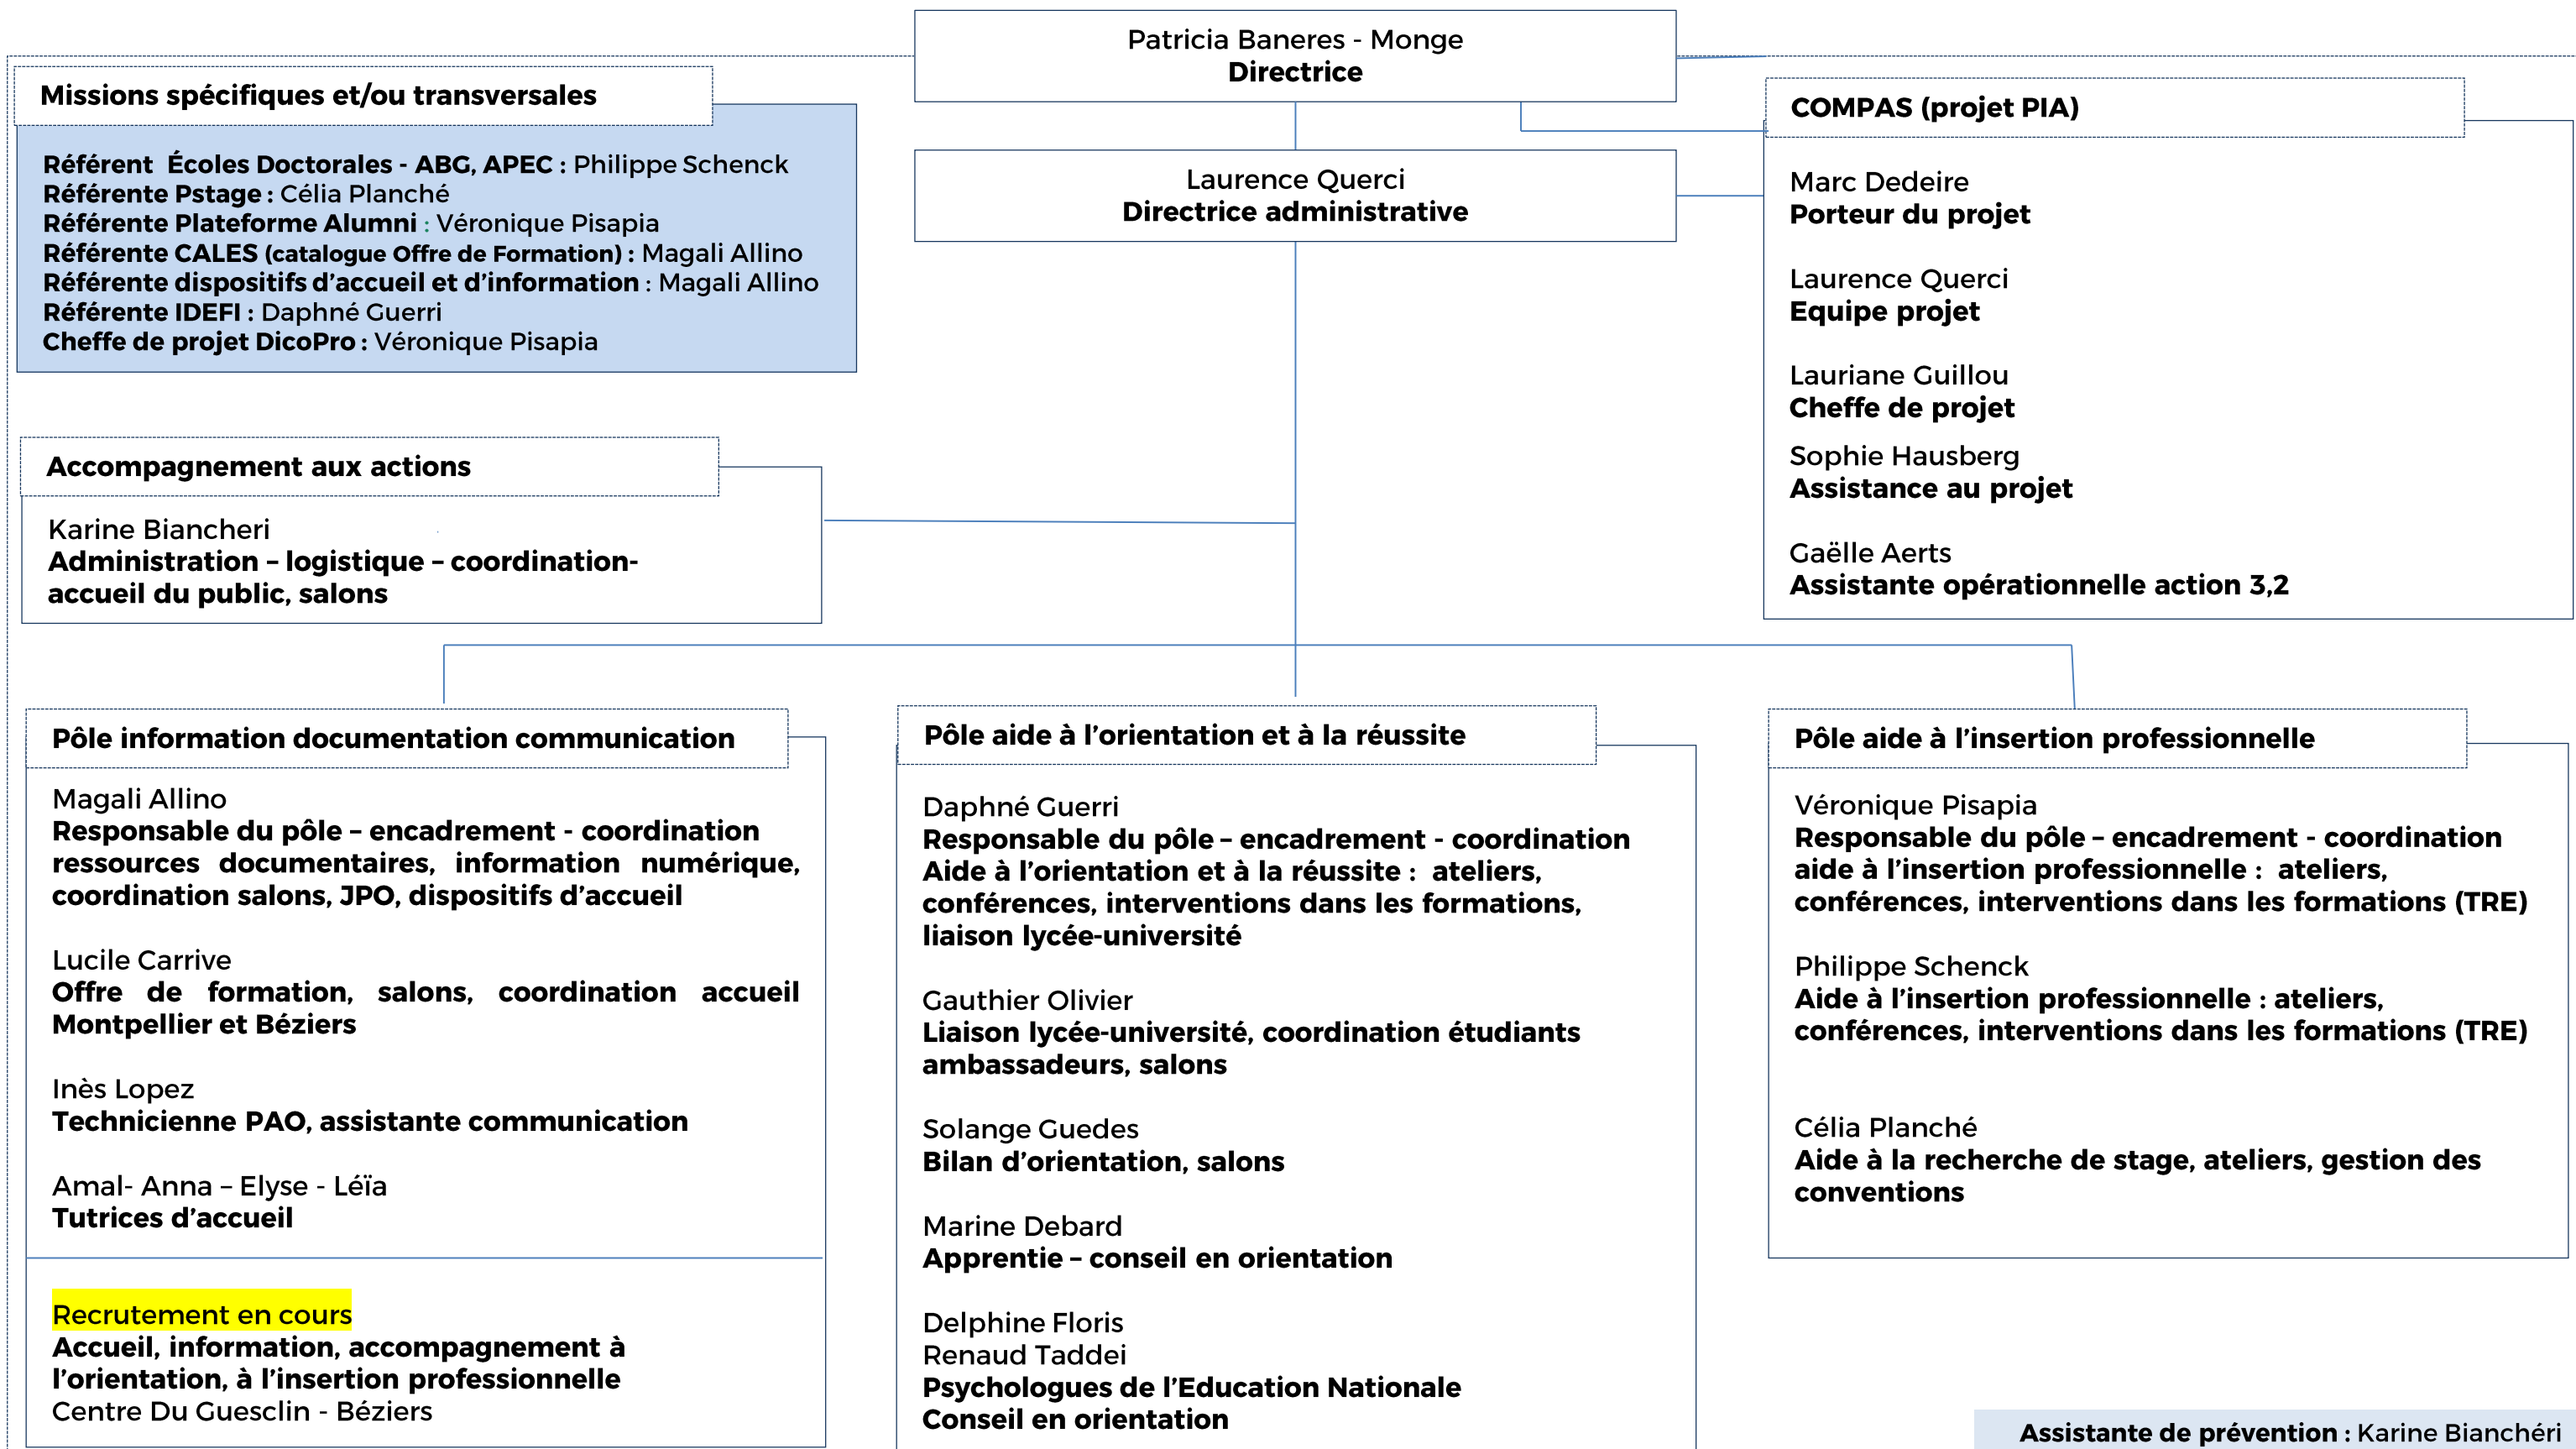 Patricia Baneres - Monge
Directrice
Laurence Querci
Directrice administrative
Missions spécifiques et/ou transversales
Référent  Écoles Doctorales - ABG, APEC : Philippe Schenck
Référente Pstage : Célia Planché
Référente Plateforme Alumni : Véronique Pisapia
Référente CALES (catalogue Offre de Formation) : Magali Allino
Référente dispositifs d’accueil et d’information : Magali Allino
Référente IDEFI : Daphné Guerri
Cheffe de projet DicoPro : Véronique Pisapia
COMPAS (projet PIA)
Marc Dedeire
Porteur du projet
Laurence Querci
Equipe projet
Lauriane Guillou
Cheffe de projet
Sophie Hausberg
Assistance au projet
Gaëlle Aerts
Assistante opérationnelle action 3,2
Accompagnement aux actions
Karine Biancheri
Administration – logistique – coordination-
accueil du public, salons
Pôle information documentation communication
Magali Allino
Responsable du pôle – encadrement - coordination
ressources documentaires, information numérique,
coordination salons, JPO, dispositifs d’accueil
Lucile Carrive
Offre de formation, salons, coordination accueil
Montpellier et Béziers
Inès Lopez
Technicienne PAO, assistante communication
Amal- Anna – Elyse - Léïa
Tutrices d’accueil
Recrutement en cours
Accueil, information, accompagnement à
l’orientation, à l’insertion professionnelle
Centre Du Guesclin - Béziers
Pôle aide à l’orientation et à la réussite
Daphné Guerri
Responsable du pôle – encadrement - coordination
Aide à l’orientation et à la réussite :  ateliers,
conférences, interventions dans les formations,
liaison lycée-université
Gauthier Olivier
Liaison lycée-université, coordination étudiants
ambassadeurs, salons
Solange Guedes
Bilan d’orientation, salons
Marine Debard
Apprentie – conseil en orientation
Delphine Floris
Renaud Taddei
Psychologues de l’Education Nationale
Conseil en orientation
Pôle aide à l’insertion professionnelle
Véronique Pisapia
Responsable du pôle – encadrement - coordination
aide à l’insertion professionnelle :  ateliers,
conférences, interventions dans les formations (TRE)
Philippe Schenck
Aide à l’insertion professionnelle : ateliers,
conférences, interventions dans les formations (TRE)
Célia Planché
Aide à la recherche de stage, ateliers, gestion des
conventions
Assistante de prévention : Karine Bianchéri